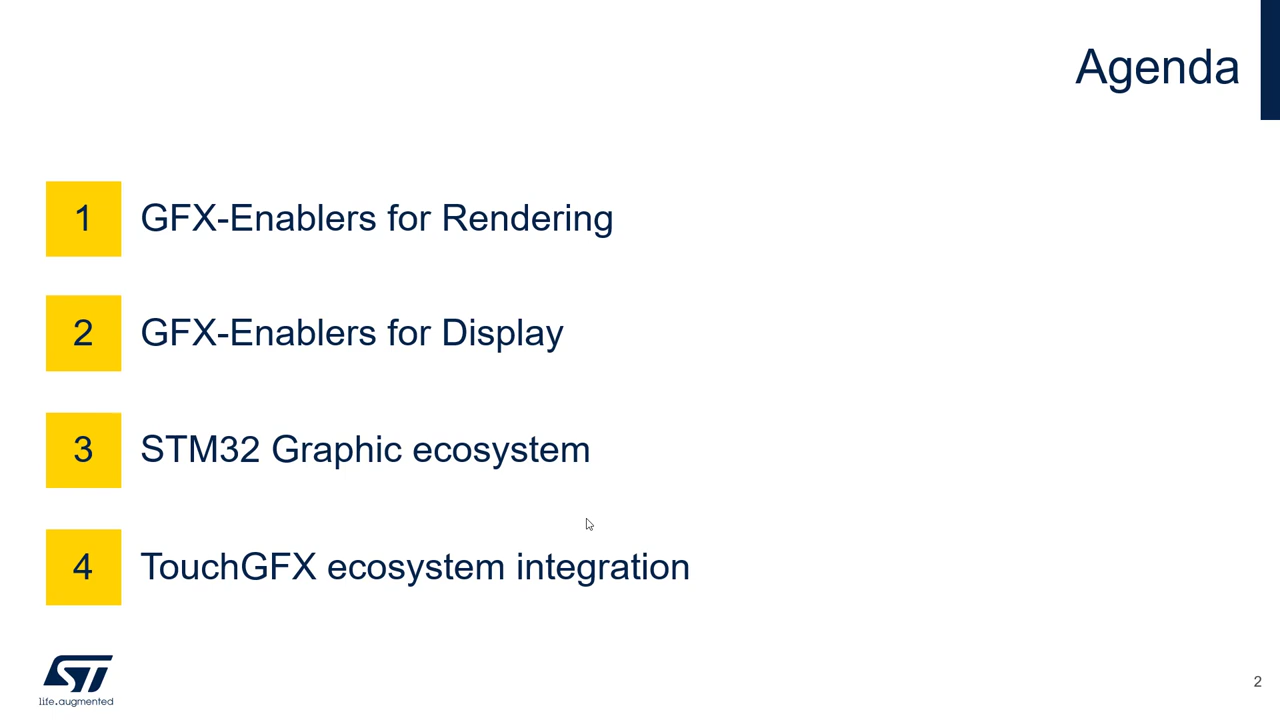 Agenda
1 GFX-Enablers for Rendering
2 GFX-Enablers for Display
3 STM32 Graphic ecosystem
4 TouchGFX ecosystem integration
ST
life.augmented
2